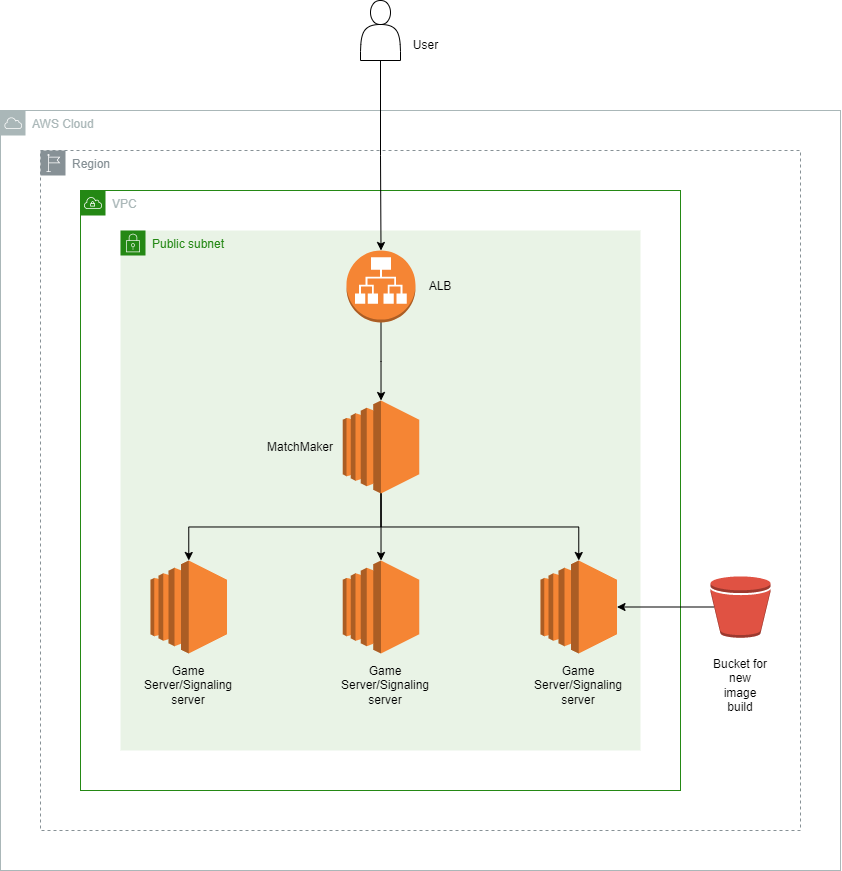 User
AWS Cloud
Region
VPC
Public subnet
ALB
MatchMaker
Game
Server/Signaling
server
Game
Server/Signaling
server
Game
Server/Signaling
server
Bucket for
new
image
build